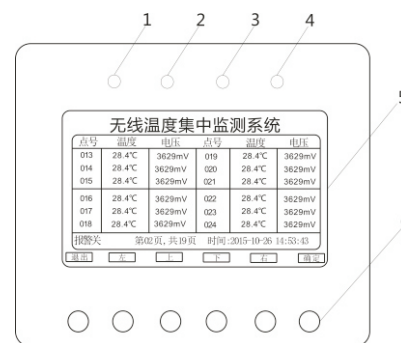 1 2 3 4
5
无线温度集中监测系统
点号 温度 电压 点号 温度 电压
013 28.4℃ 3629mV 019 28.4℃ 3629mV
014 28.4℃ 3629mV 020 28.4℃ 3629mV
015 28.4℃ 3629mV 021 28.4℃ 3629mV
016 28.4℃ 3629mV 022 28.4℃ 3629mV
017 28.4℃ 3629mV 023 28.4℃ 3629mV
018 28.4℃ 3629mV 024 28.4℃ 3629mV
报警关 第02页,共19页 时间:2015-10-26 14:53:43
退出 左 上 下 右 确定